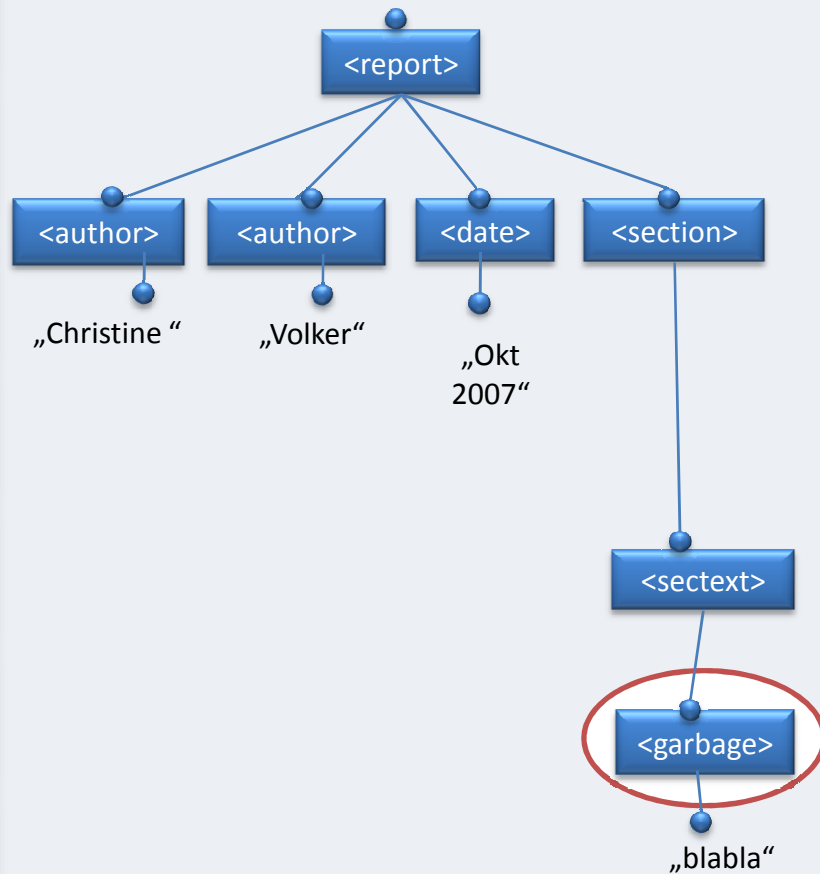 <report>
<author> <author> <date> <section>
„Christine “ „Volker“ „Okt
2007“
<sectext>
<garbage>
„blabla“